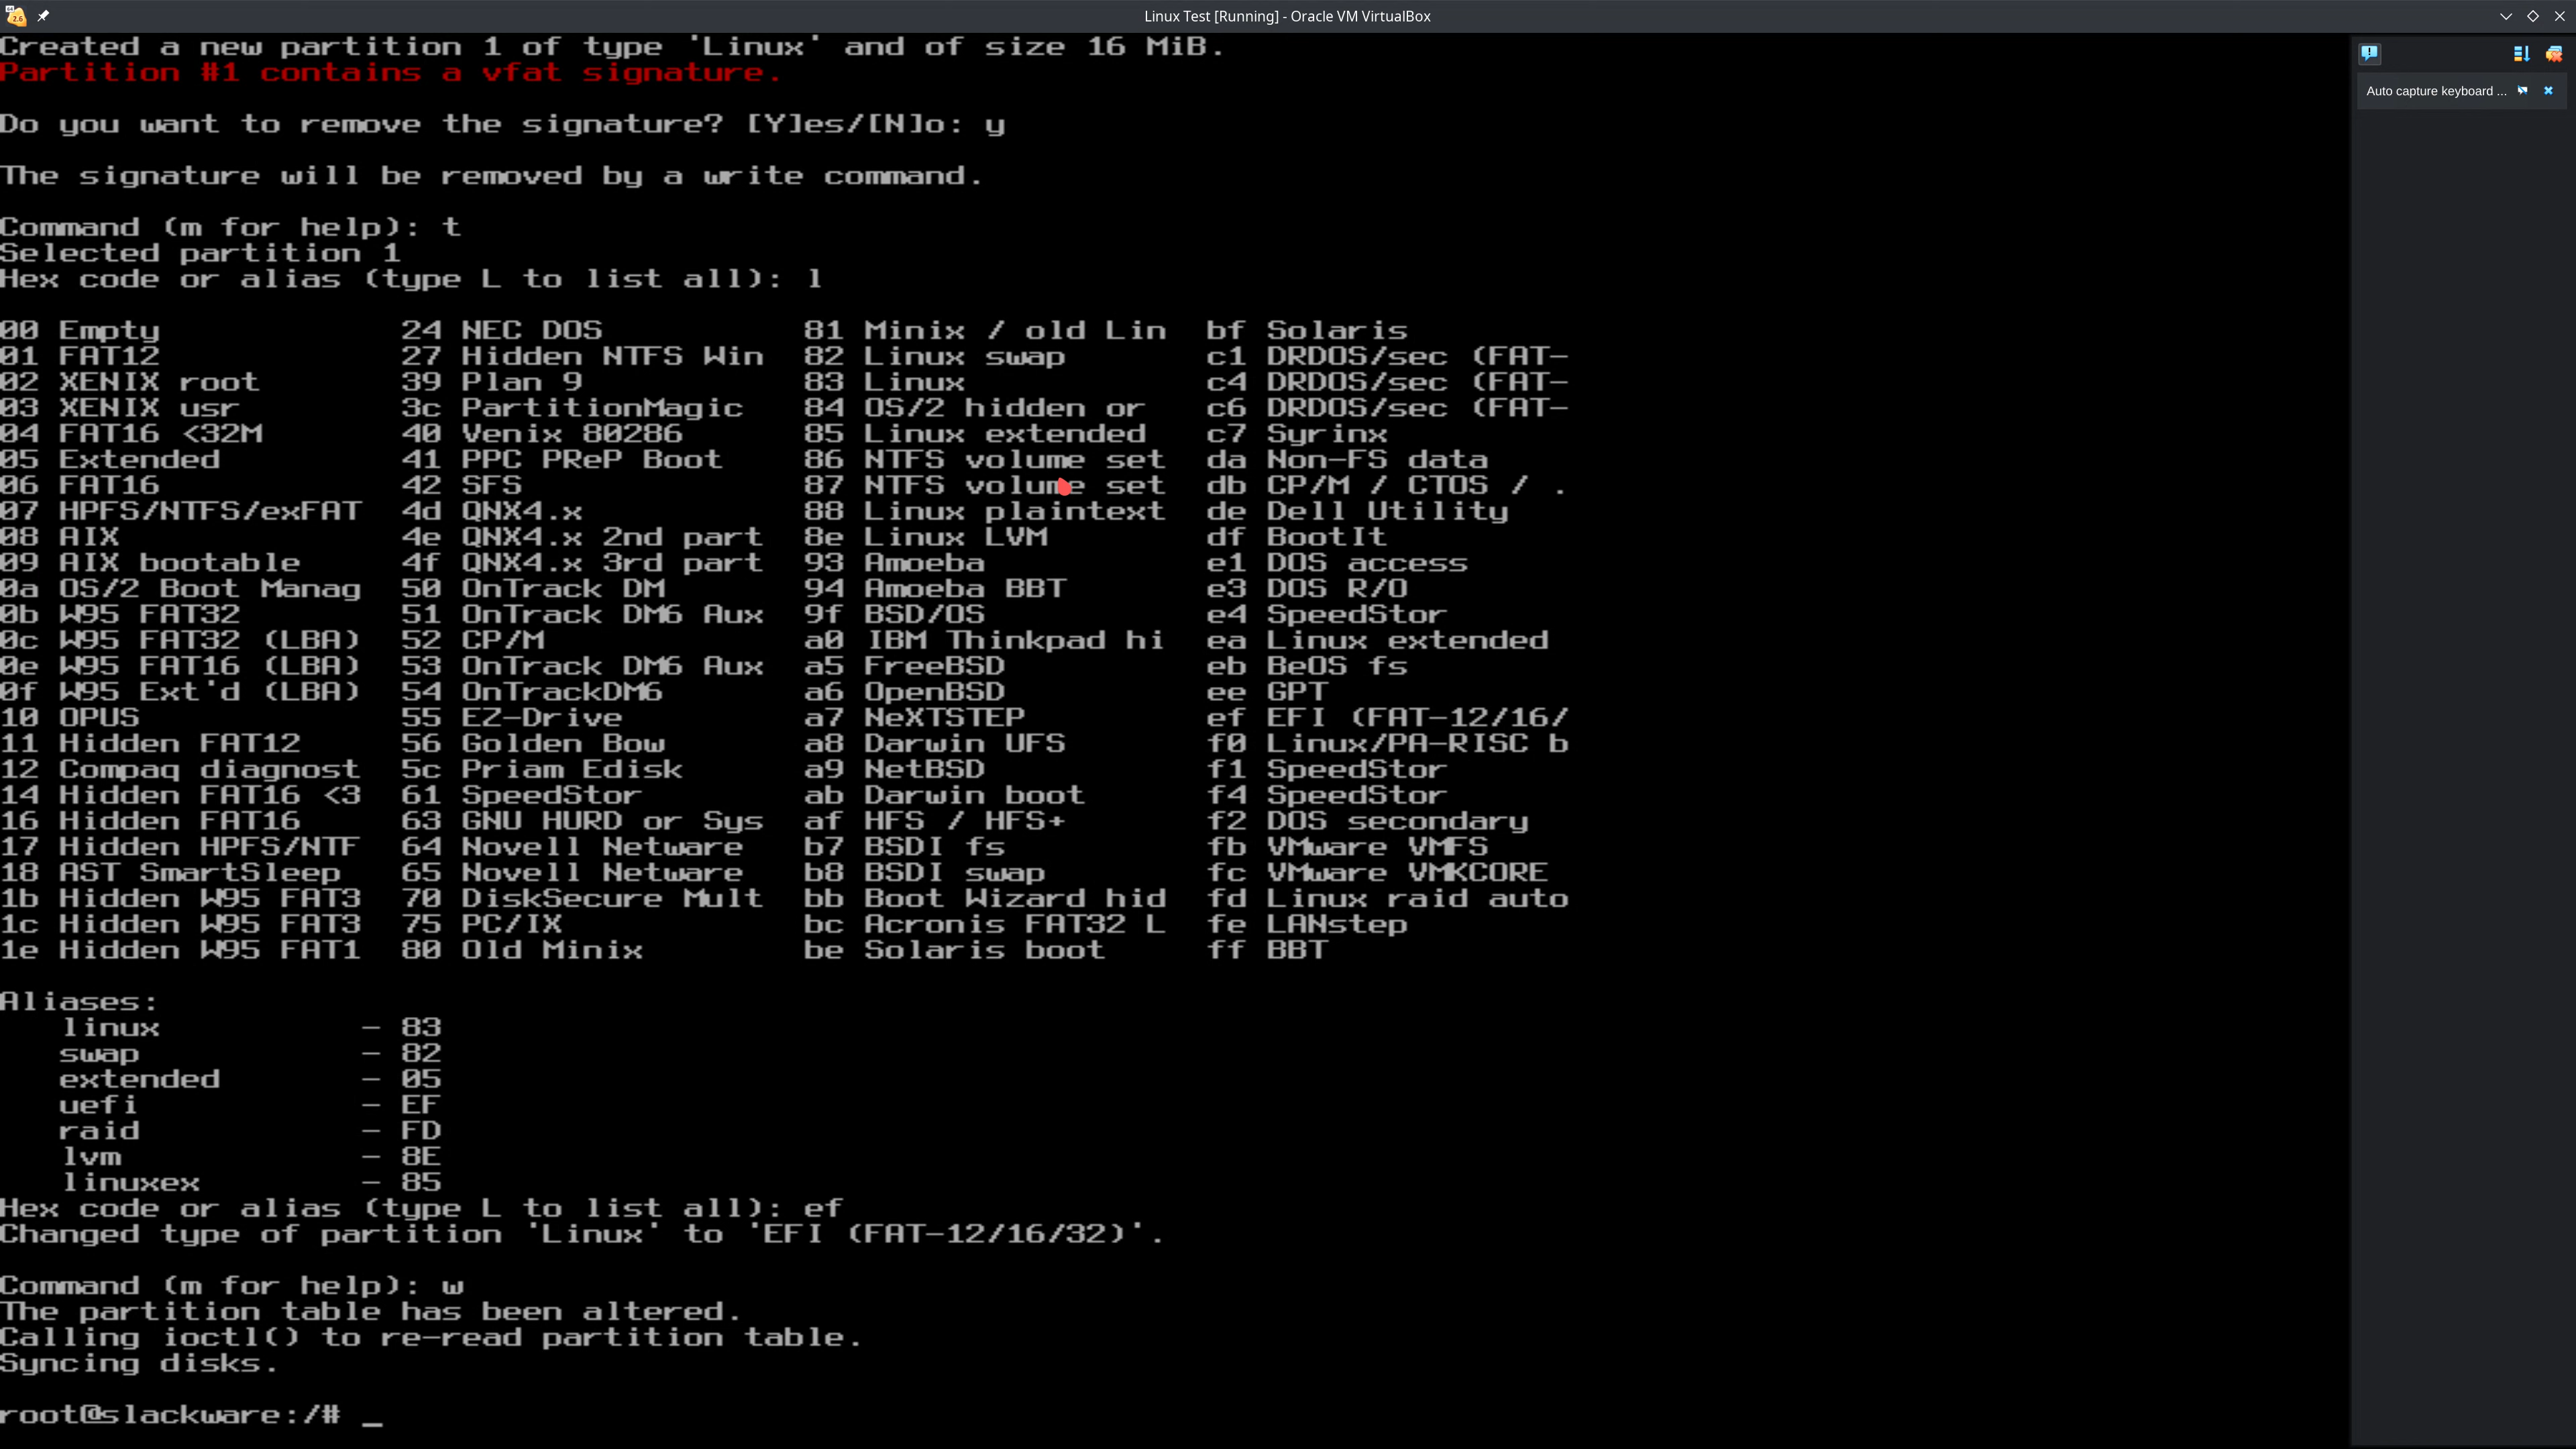 Linux Test [Running] - Oracle VM VirtualBox
Auto capture keyboard ...
Created a new partition 1 of type 'Linux' and of size 16 MiB.
Partition #1 contains a vfat signature.
Do you want to remove the signature? [Y]es/[N]o: y
The signature will be removed by a write command.
Command (m for help): t
Selected partition 1
Hex code or alias (type L to list all): l
00 Empty 24 NEC DOS 81 Minix / old Lin bf Solaris
01 FAT12 27 Hidden NTFS Win 82 Linux swap c1 DRDOS/sec (FAT-
02 XENIX root 39 Plan 9 83 Linux c4 DRDOS/sec (FAT-
03 XENIX usr 3c PartitionMagic 84 OS/2 hidden or c6 DRDOS/sec (FAT-
04 FAT16 <32M 40 Venix 80286 85 Linux extended c7 Syrinx
05 Extended 41 PPC PReP Boot 86 NTFS volume set da Non-FS data
06 FAT16 42 SFS 87 NTFS volume set db CP/M / CTOS / .
07 HPFS/NTFS/exFAT 4d QNX4.x 88 Linux plaintext de Dell Utility
08 AIX 4e QNX4.x 2nd part 8e Linux LVM df BootIt
09 AIX bootable 4f QNX4.x 3rd part 93 Amoeba e1 DOS access
0a OS/2 Boot Manag 50 OnTrack DM 94 Amoeba BBT e3 DOS R/O
0b W95 FAT32 51 OnTrack DM6 Aux 9f BSD/OS e4 SpeedStor
0c W95 FAT32 (LBA) 52 CP/M a0 IBM Thinkpad hi ea Linux extended
0e W95 FAT16 (LBA) 53 OnTrack DM6 Aux a5 FreeBSD eb BeOS fs
0f W95 Ext'd (LBA) 54 OnTrackDM6 a6 OpenBSD ee GPT
10 OPUS 55 EZ-Drive a7 NeXTSTEP ef EFI (FAT-12/16/
11 Hidden FAT12 56 Golden Bow a8 Darwin UFS f0 Linux/PA-RISC b
12 Compaq diagnost 5c Priam Edisk a9 NetBSD f1 SpeedStor
14 Hidden FAT16 <3 61 SpeedStor ab Darwin boot f4 SpeedStor
16 Hidden FAT16 63 GNU HURD or Sys af HFS / HFS+ f2 DOS secondary
17 Hidden HPFS/NTF 64 Novell Netware b7 BSDI fs fb VMware VMFS
18 AST SmartSleep 65 Novell Netware b8 BSDI swap fc VMware VMKCORE
1b Hidden W95 FAT3 70 DiskSecure Mult bb Boot Wizard hid fd Linux raid auto
1c Hidden W95 FAT3 75 PC/IX bc Acronis FAT32 L fe LANstep
1e Hidden W95 FAT1 80 Old Minix be Solaris boot ff BBT
Aliases:
linux - 83
swap - 82
extended - 05
uefi - EF
raid - FD
lvm - 8E
linuxex - 85
Hex code or alias (type L to list all): ef
Changed type of partition 'Linux' to 'EFI (FAT-12/16/32)'.
Command (m for help): w
The partition table has been altered.
Calling ioctl() to re-read partition table.
Syncing disks.
root@slackware:/# _